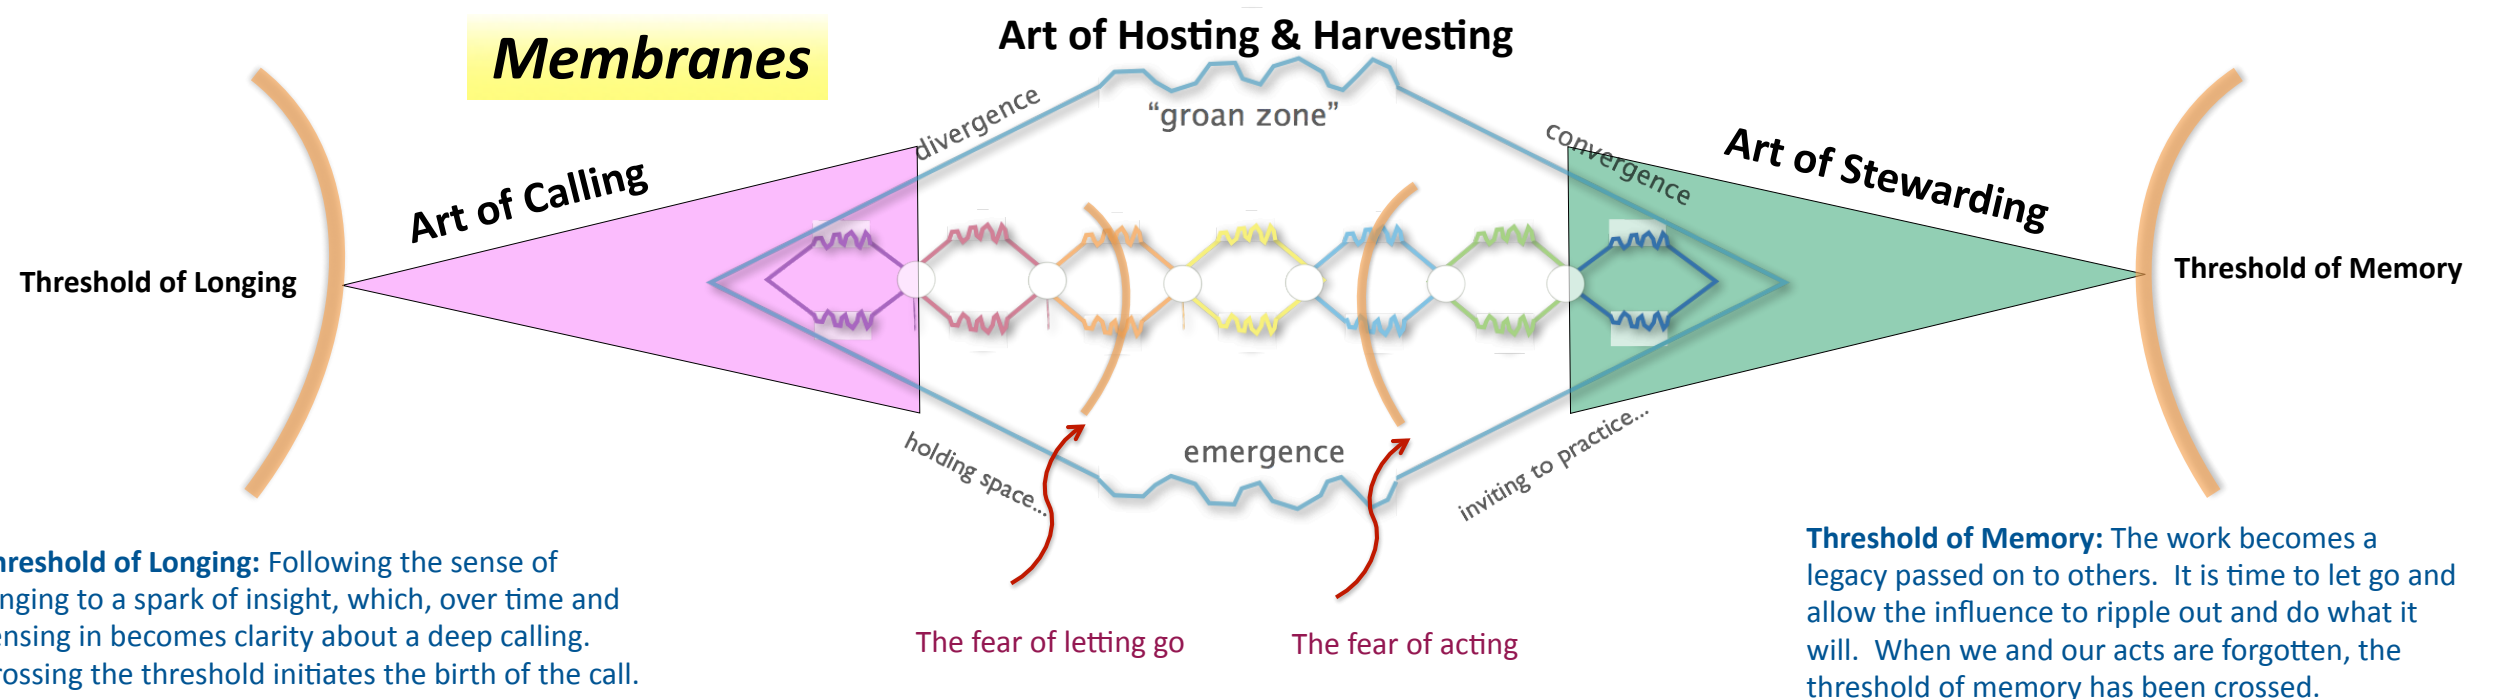 Membranes
Art of Hosting & Harvesting
"groan zone"
divergence
convergence
Art of Calling
Art of Stewarding
Threshold of Longing
Threshold of Memory
holding space...
emergence
inviting to practice...
The fear of letting go
The fear of acting
hreshold of Longing: Following the sense of
nging to a spark of insight, which, over time and
ensing in becomes clarity about a deep calling.
rossing the threshold initiates the birth of the call.
Threshold of Memory: The work becomes a
legacy passed on to others. It is time to let go and
allow the influence to ripple out and do what it
will. When we and our acts are forgotten, the
threshold of memory has been crossed.